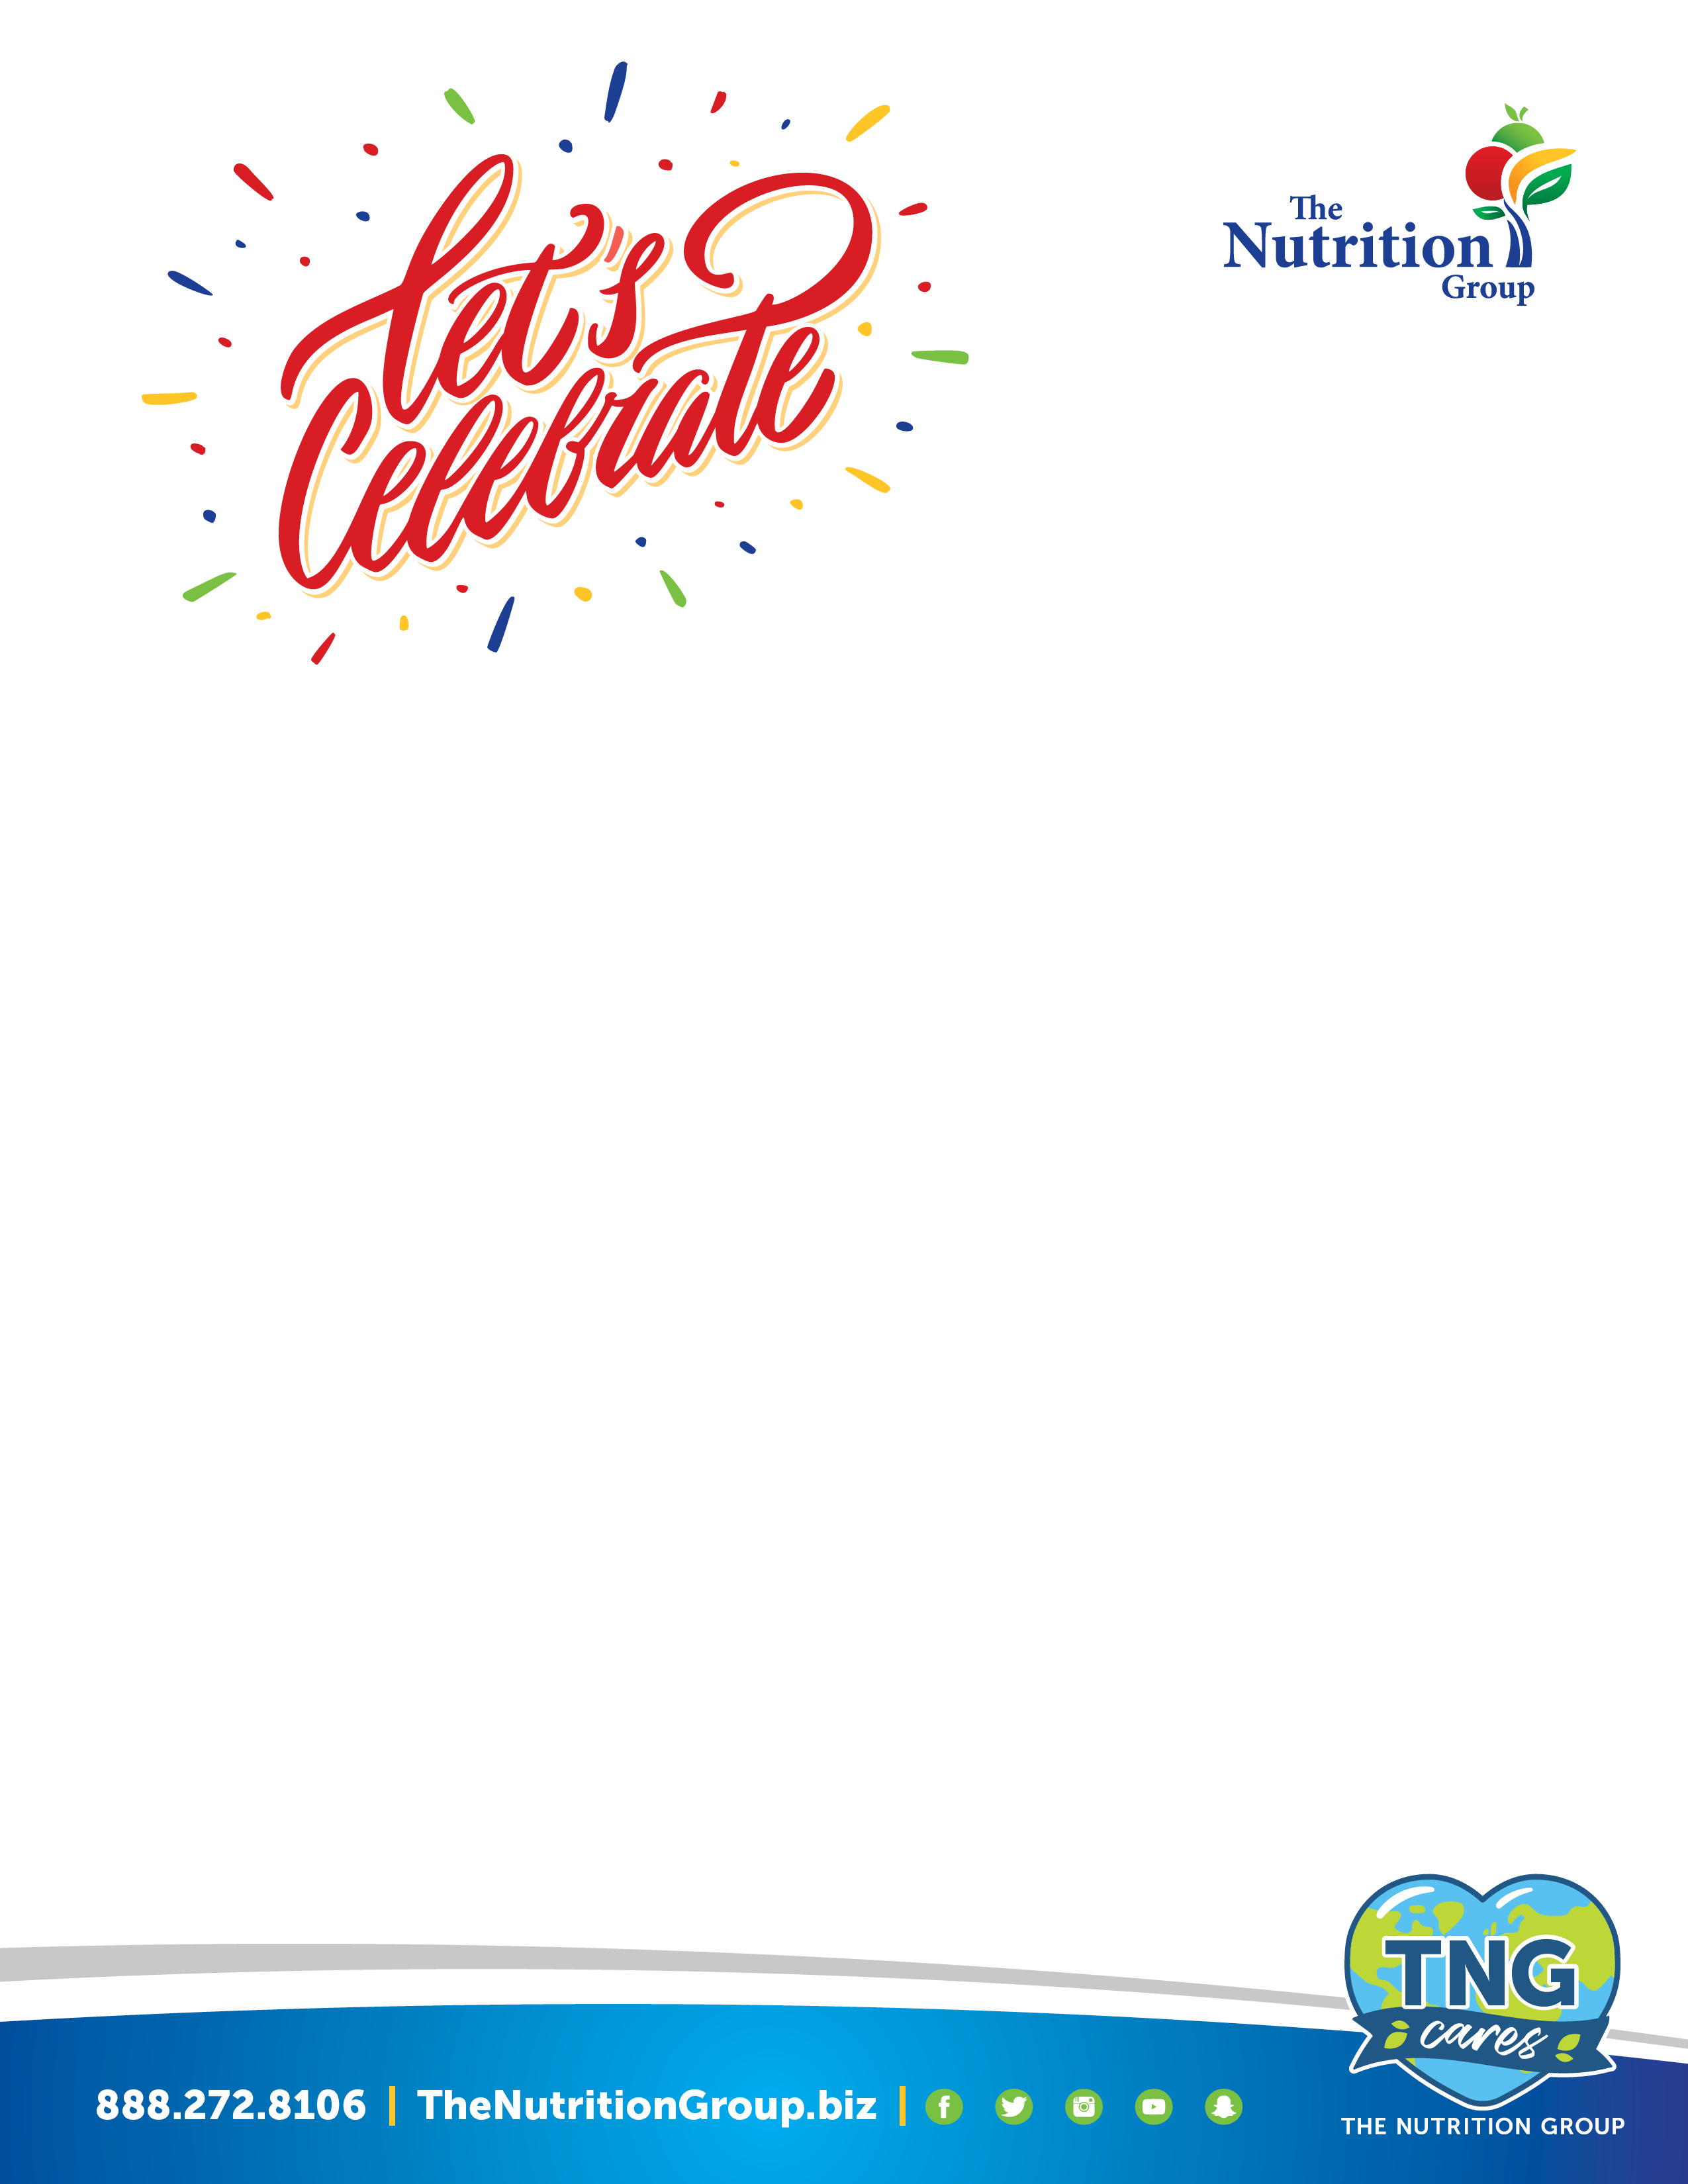 let's
Celebrate
The
Nutrition
Group
TNG
cares
888.272.8106 | TheNutritionGroup.biz |
THE NUTRITION GROUP